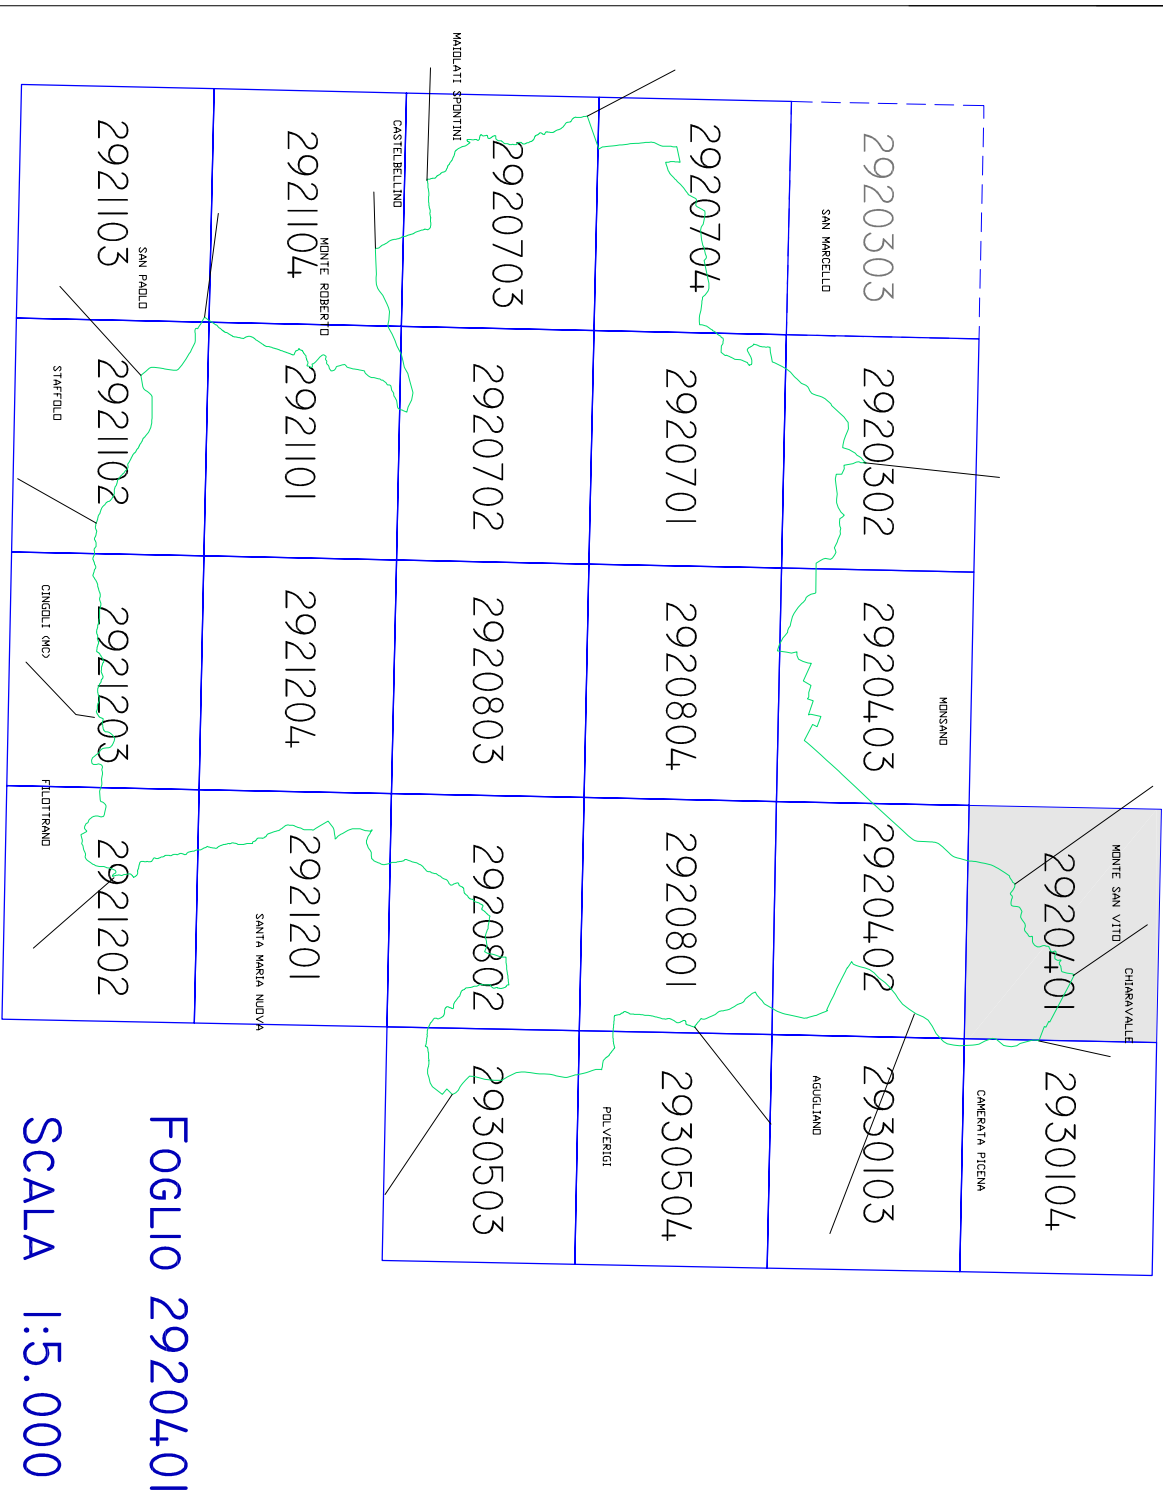 CHIARAVALLE
MONTE SAN VITO
2920401
2930104
CAMERATA PICENA
MONSANO
2920303
2920302
2920403
2920402
2930103
SAN MARCELLO
AGUGLIANO
2920704
2920701
2920804
2920801
2930504
POLVERIGI
2920703
2920702
2920803
2920802
2930503
MAIOLATI SPONTINI
CASTELBELLINO
MONTE ROBERTO
2921104
2921101
2921204
2921201
SANTA MARIA NUOVA
SAN PAOLO
2921103
2921102
2921203
2921202
STAFFOLO
CINGOLI (MC)
FILOTTRANO
FOGLIO 2920401
SCALA 1:5.000